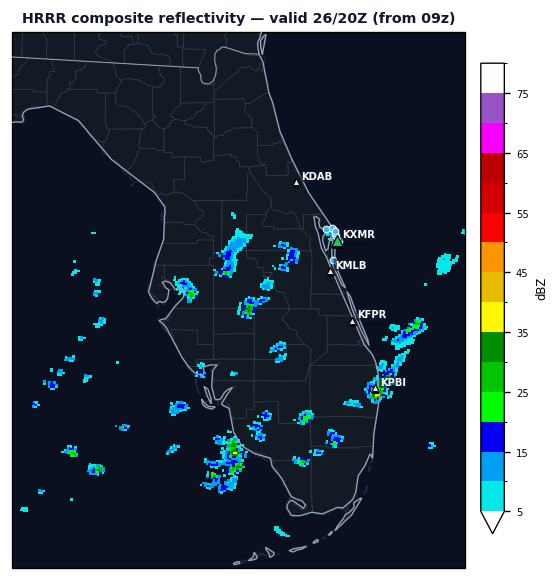 HRRR composite reflectivity — valid 26/20Z (from 09z)
KDAB
KXMR
KMLB
KFPR
KPBI
75
65
55
45
35
25
15
5
dBZ